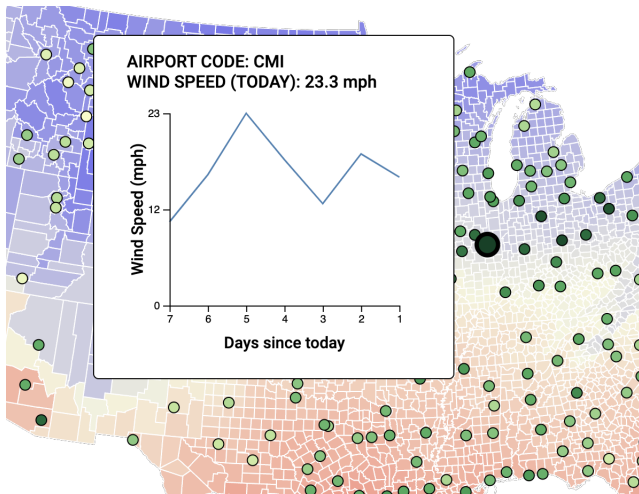 AIRPORT CODE: CMI
WIND SPEED (TODAY): 23.3 mph
Wind Speed (mph)
23
12
0
7 6 5 4 3 2 1
Days since today